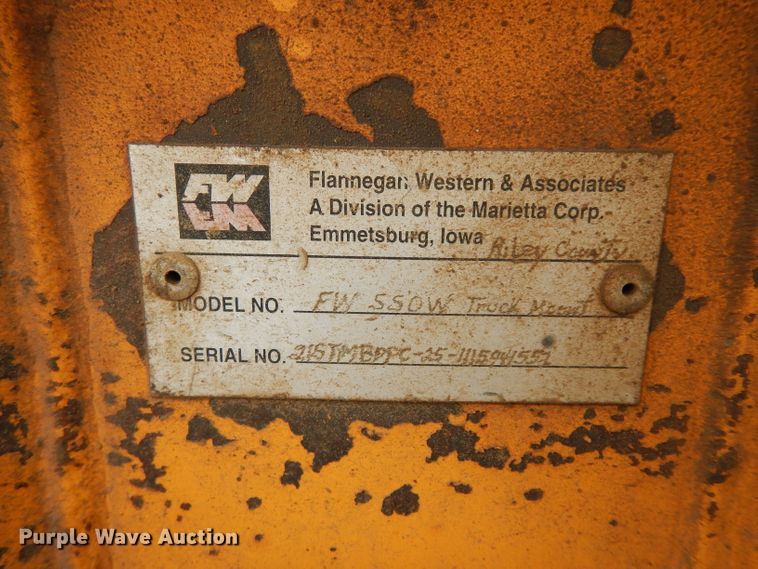 FW
Flannegan Western & Associates
A Division of the Marietta Corp.
Emmetsburg, Iowa Riley County
MODEL NO. FW 550W Truck Mount
SERIAL NO.
Purple Wave Auction